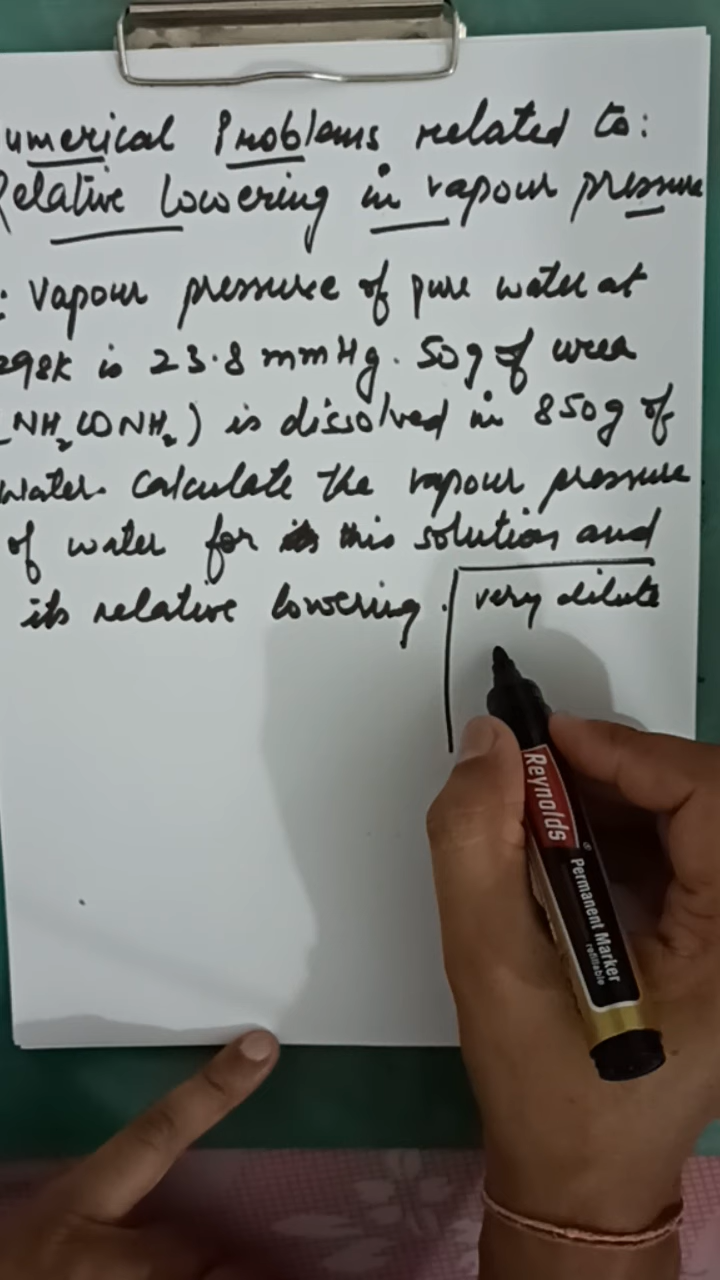 umerical Problems related to:
Relative lowering in vapour pressure
: Vapour pressure of pure water at
298K is 23.8 mmHg. 50g of urea
NH2CONH2) is dissolved in 850g of
water. Calculate the vapour pressure
of water for this solution and
its relative lowering.
very dilute
Reynolds
Permanent Marker
refillable